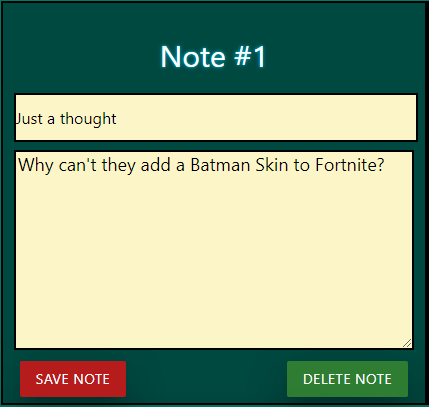 Note #1
Just a thought
Why can't they add a Batman Skin to Fortnite?
SAVE NOTE
DELETE NOTE